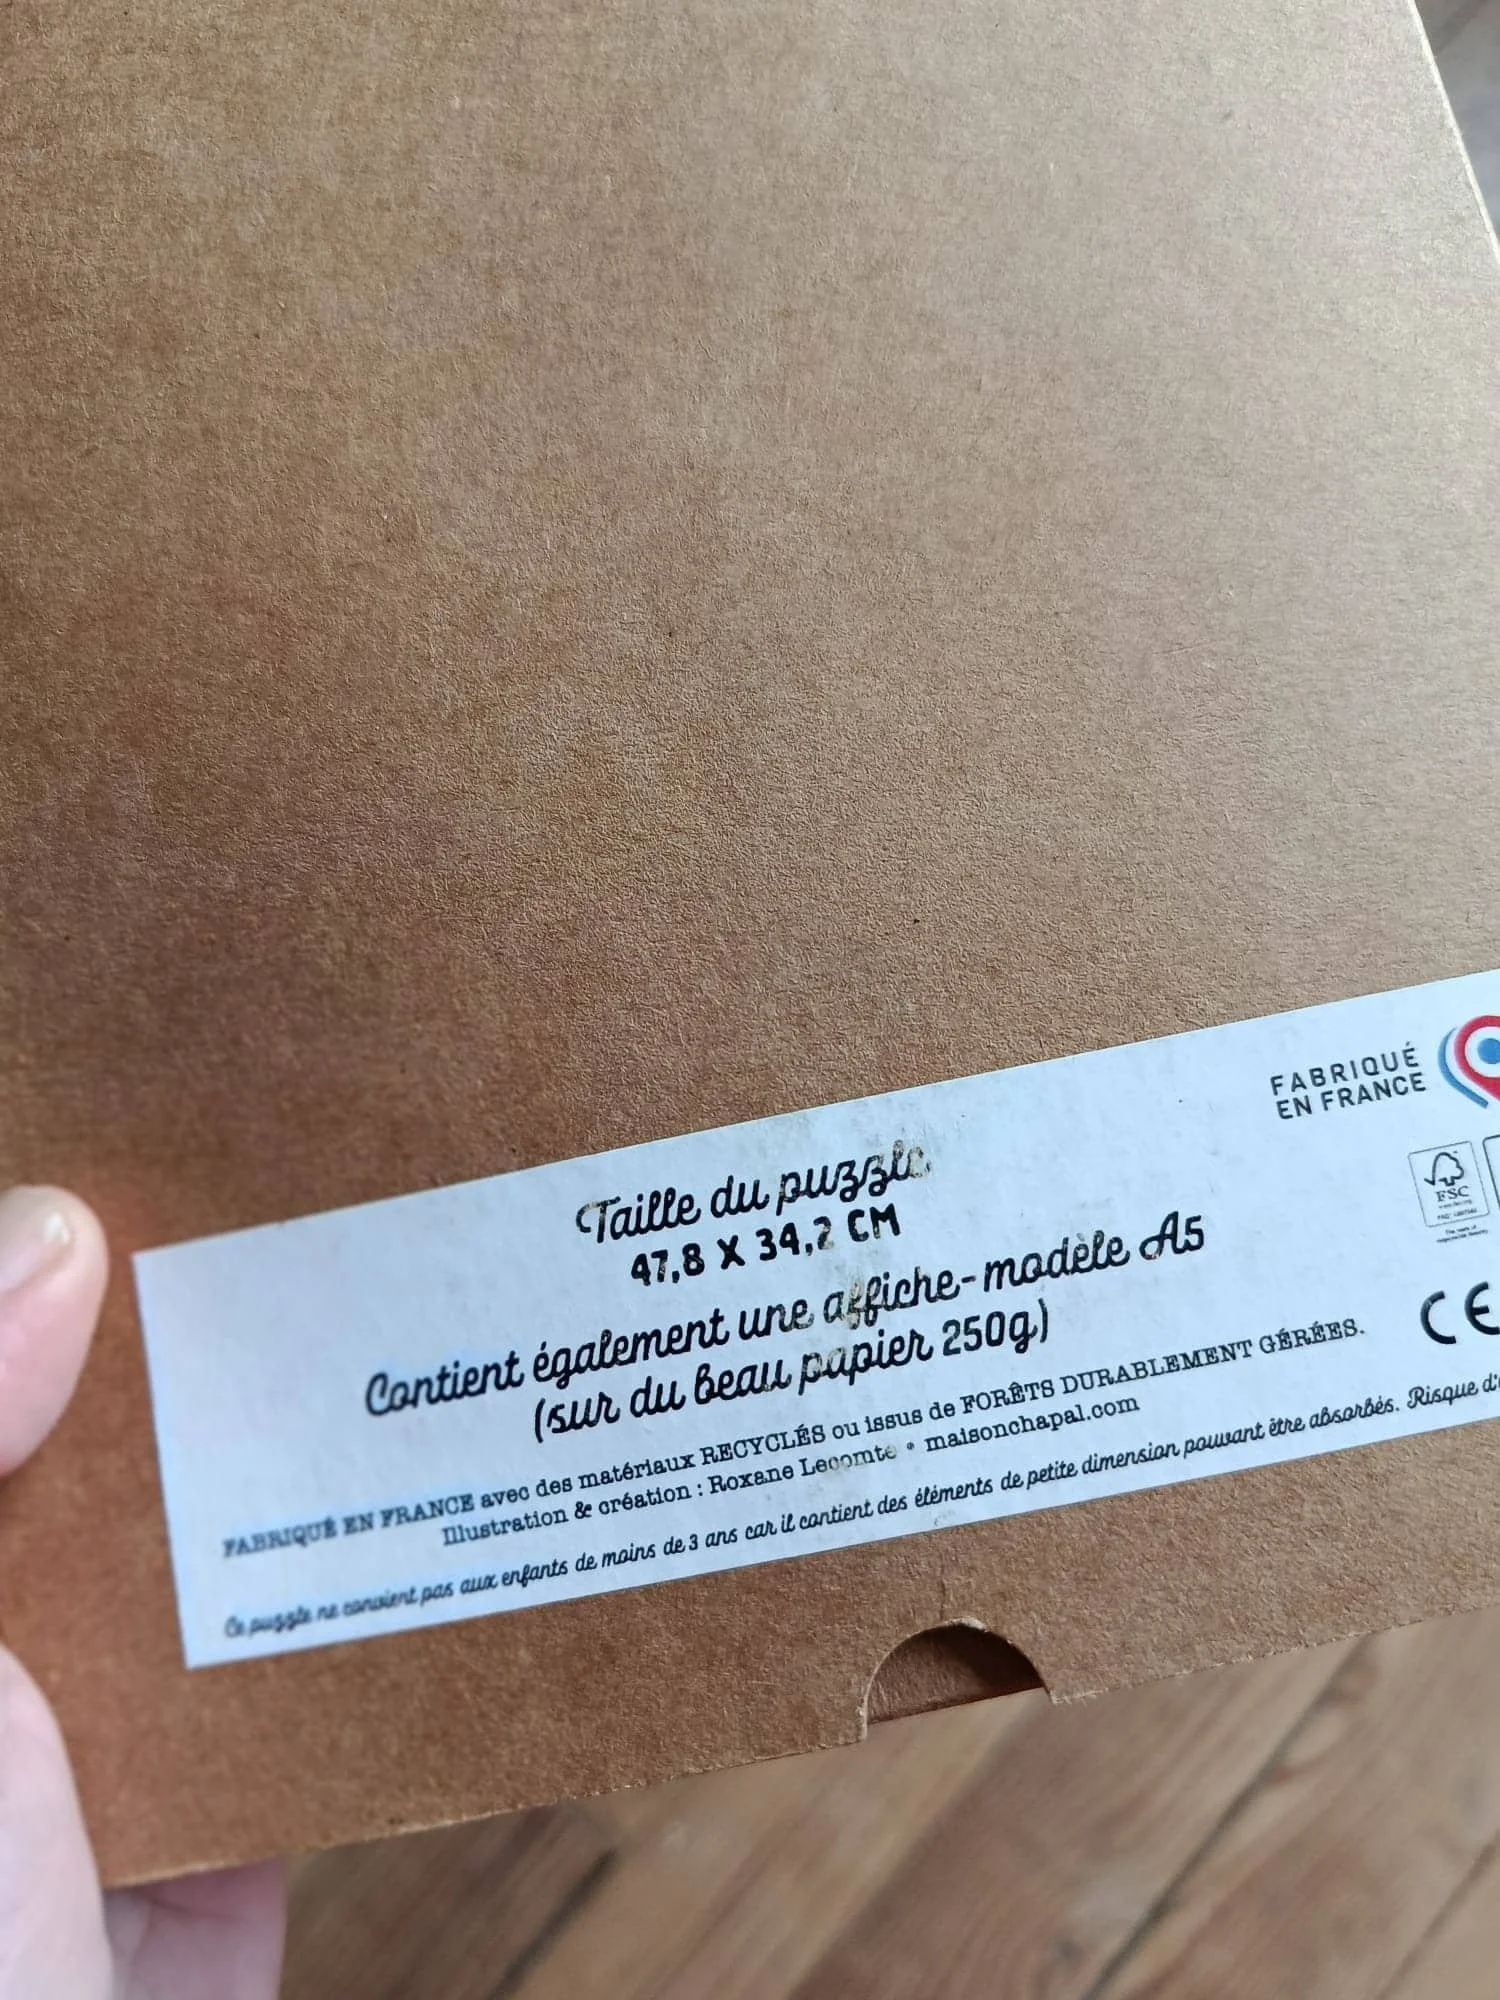 FABRIQUÉ
EN FRANCE
Taille du puzzle
47,8 X 34,2 CM
Contient également une affiche-modèle A5
(sur du beau papier 250g)
FSC
FABRIQUÉ EN FRANCE avec des matériaux RECYCLÉS ou issus de FORÊTS DURABLEMENT GÉRÉES.
Illustration & création : Roxane Lecomte • maisonchapal.com
CE
Ce puzzle ne convient pas aux enfants de moins de 3 ans car il contient des éléments de petite dimension pouvant être absorbés. Risque d'